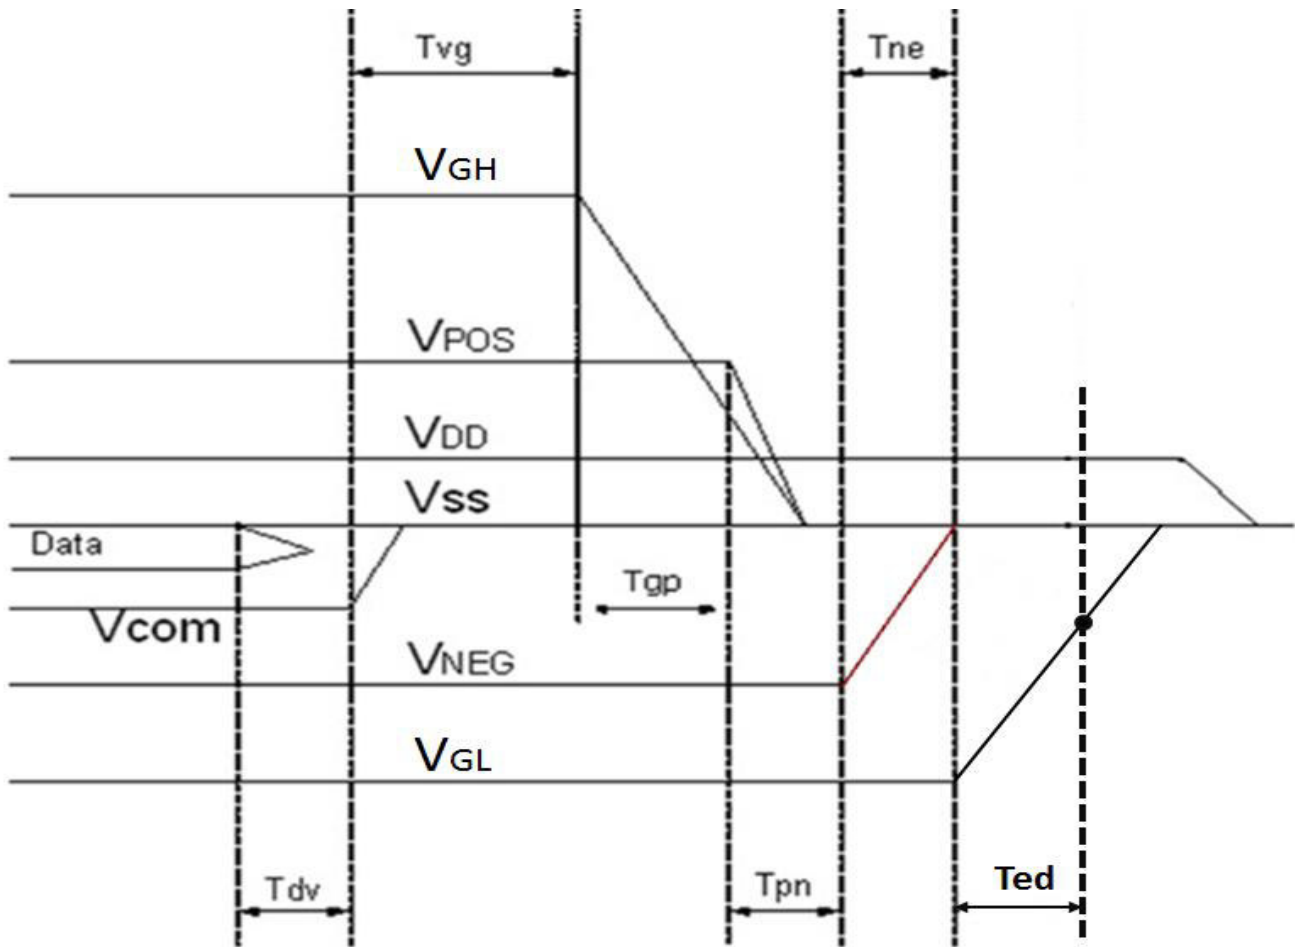 Tvg
Tne
VGH
VPOS
VDD
Vss
Data
Tgp
Vcom
VNEG
VGL
Tdv
Tpn
Ted